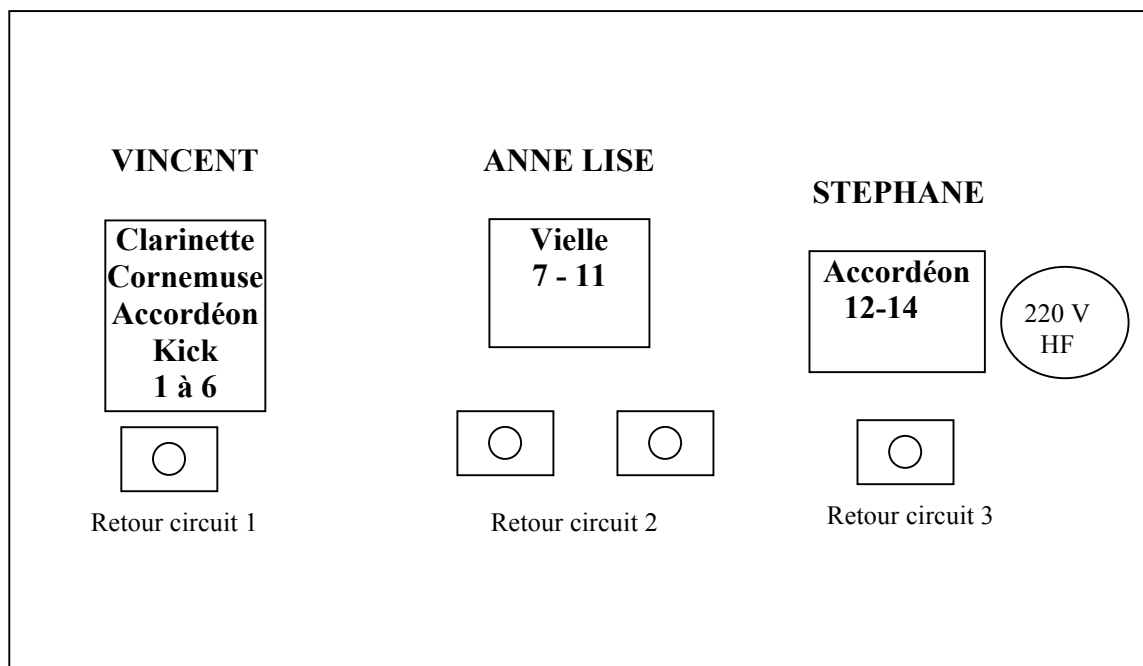 VINCENT
ANNE LISE
STEPHANE
Clarinette
Cornemuse
Accordéon
Kick
1 à 6
Vielle
7 - 11
Accordéon
12-14
220 V
HF
Retour circuit 1
Retour circuit 2
Retour circuit 3